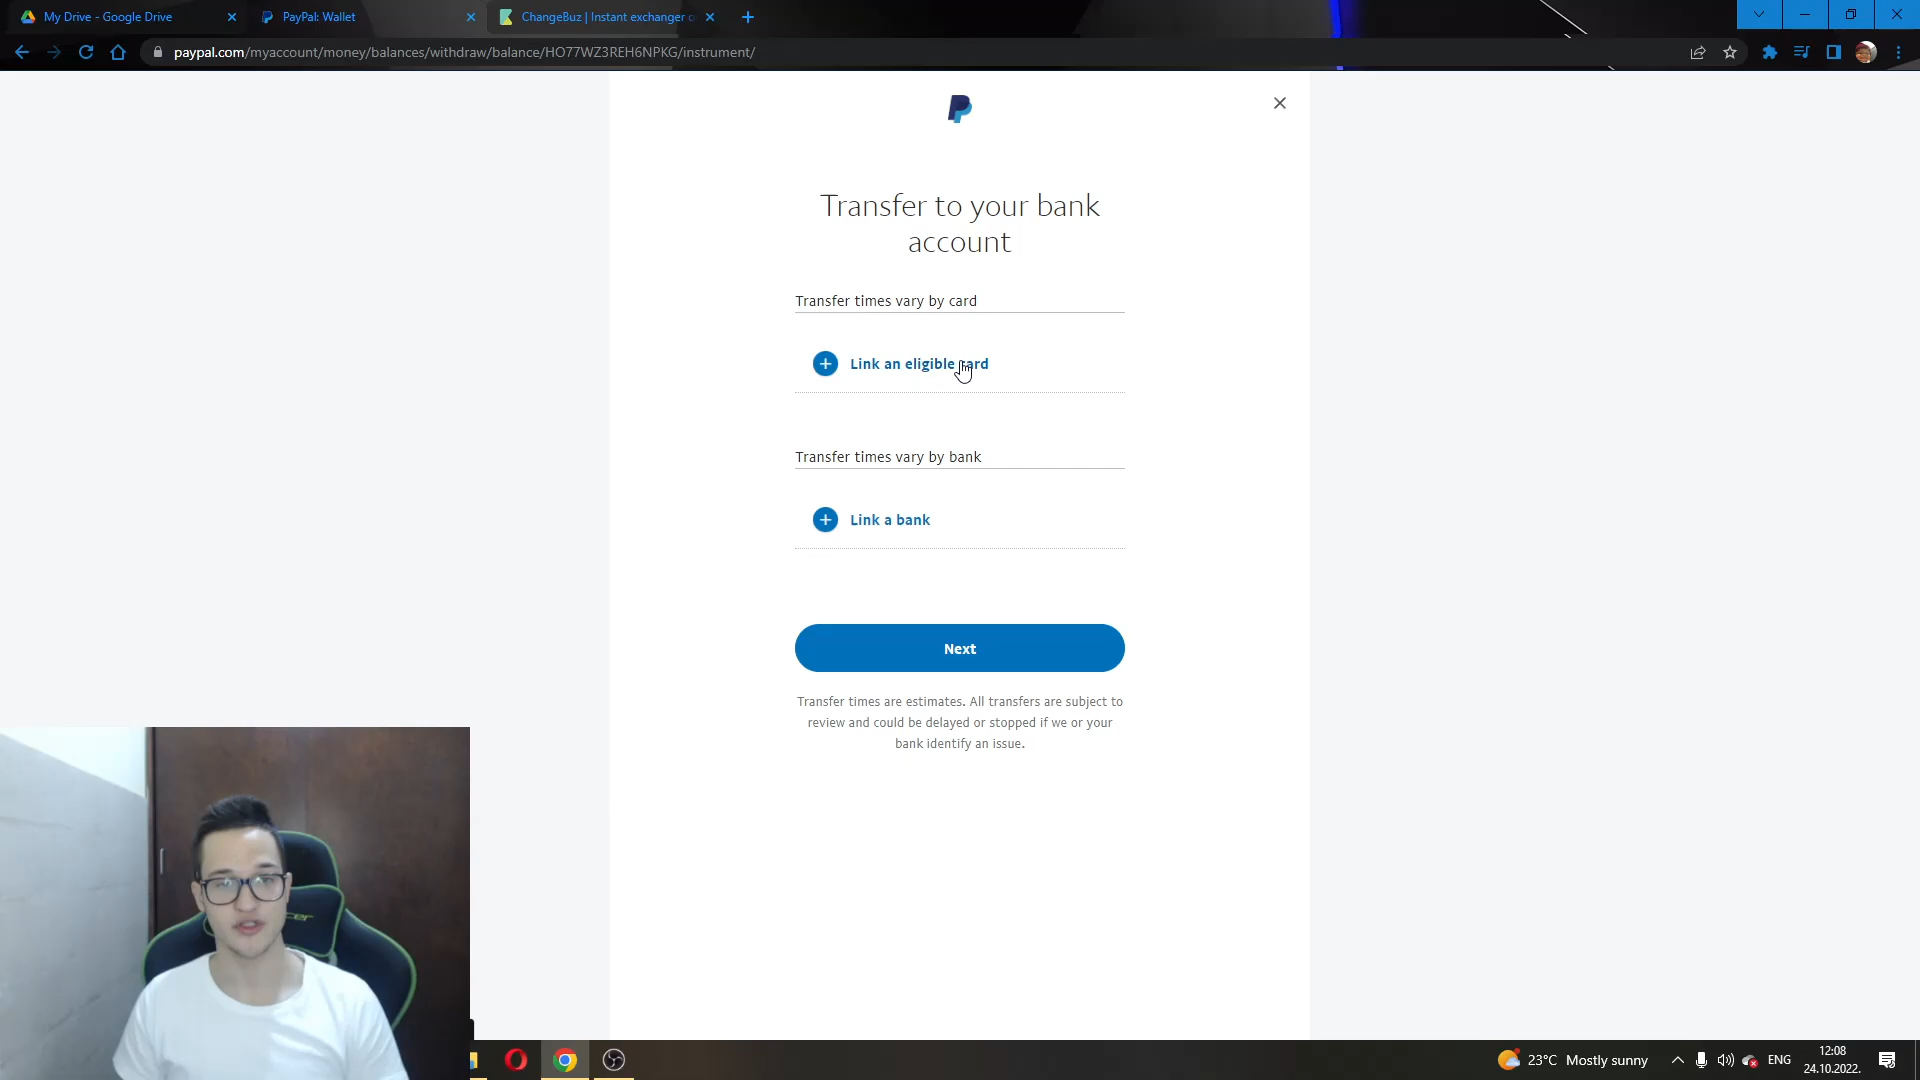 My Drive - Google Drive
PayPal: Wallet
ChangeBuz | Instant exchanger o
paypal.com/myaccount/money/balances/withdraw/balance/HO77WZ3REH6NPKG/instrument/
Transfer to your bank
account
Transfer times vary by card
Link an eligible card
Transfer times vary by bank
Link a bank
Next
Transfer times are estimates. All transfers are subject to
review and could be delayed or stopped if we or your
bank identify an issue.
23°C Mostly sunny
ENG
12:08
24.10.2022.